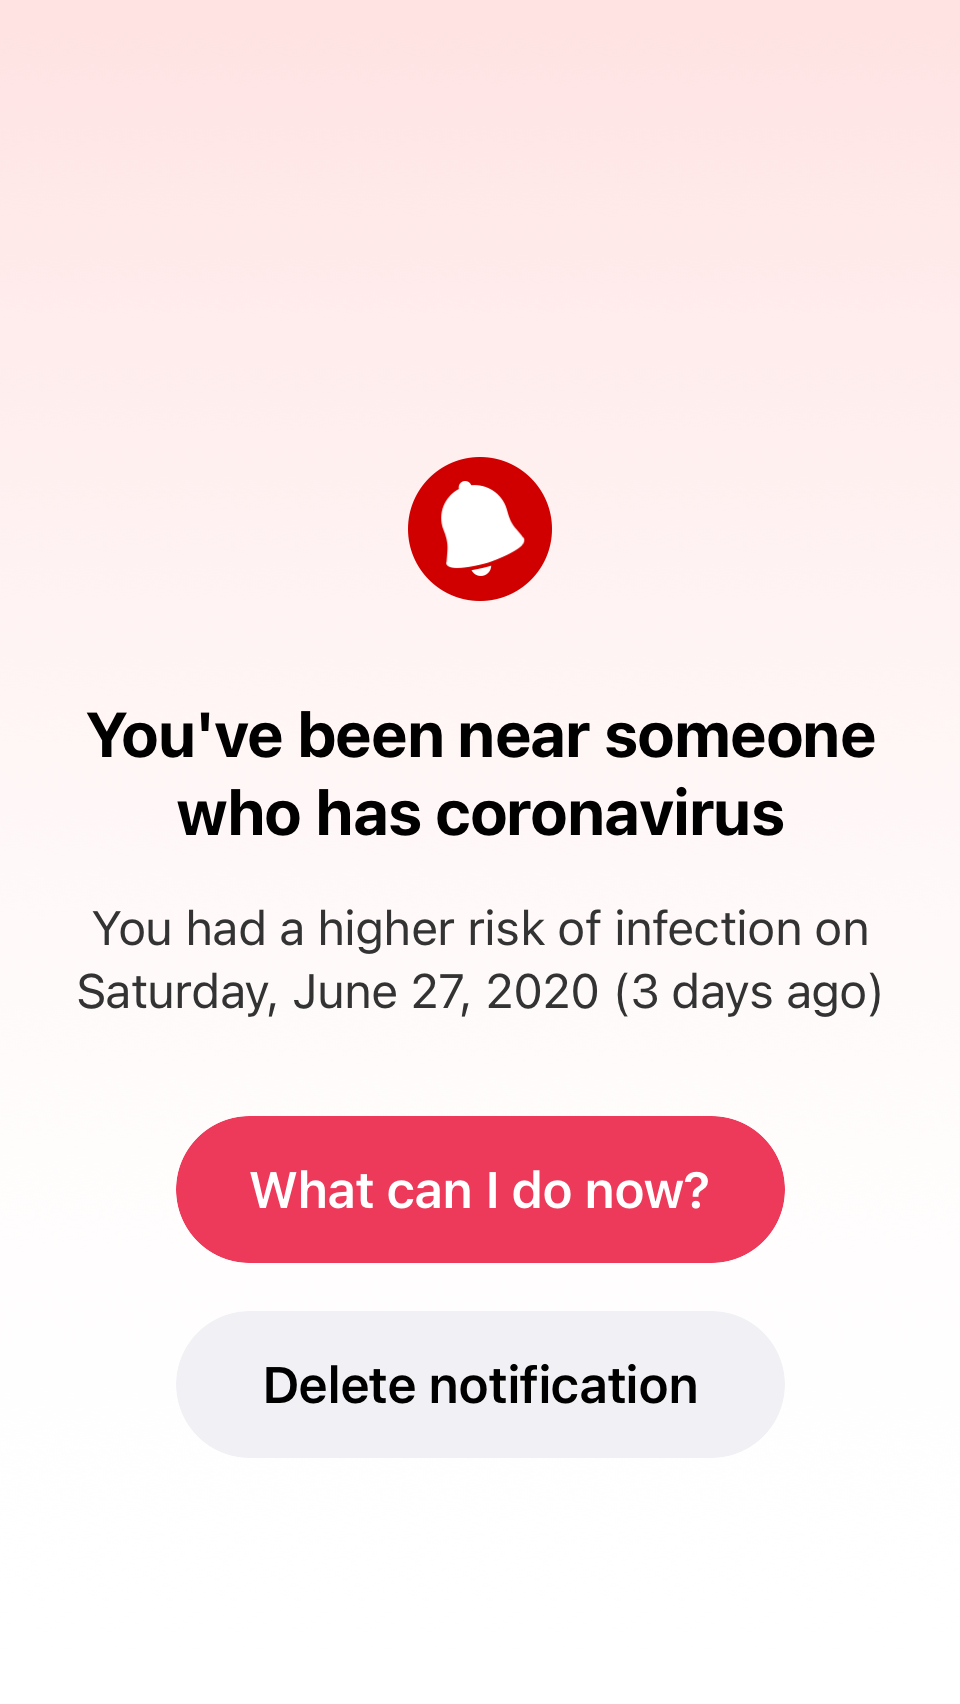 You've been near someone
who has coronavirus
You had a higher risk of infection on
Saturday, June 27, 2020 (3 days ago)
What can I do now?
Delete notification